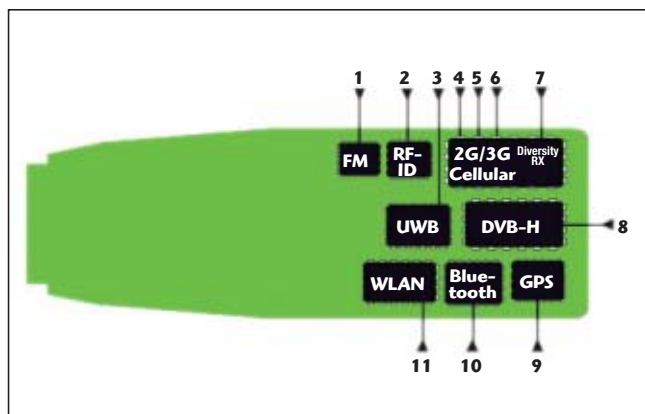 1 2 3 4 5 6 7
FM
RF-
ID
2G/3G
Cellular
Diversity
RX
UWB
DVB-H
8
WLAN
Blue-
tooth
GPS
11 10 9